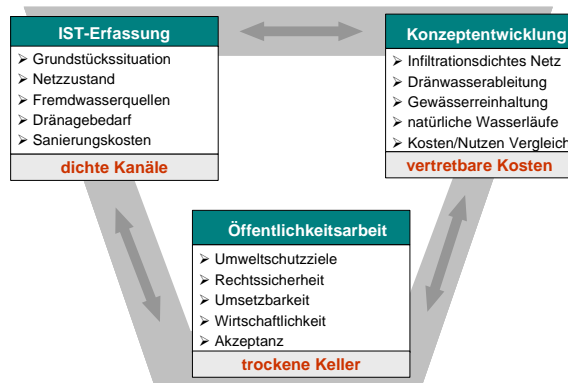 IST-Erfassung
➢ Grundstückssituation
➢ Netzzustand
➢ Fremdwasserquellen
➢ Dränagebedarf
➢ Sanierungskosten
dichte Kanäle
Konzeptentwicklung
➢ Infiltrationsdichtes Netz
➢ Dränwasserableitung
➢ Gewässerreinhaltung
➢ natürliche Wasserläufe
➢ Kosten/Nutzen Vergleich
vertretbare Kosten
Öffentlichkeitsarbeit
➢ Umweltschutzziele
➢ Rechtssicherheit
➢ Umsetzbarkeit
➢ Wirtschaftlichkeit
➢ Akzeptanz
trockene Keller